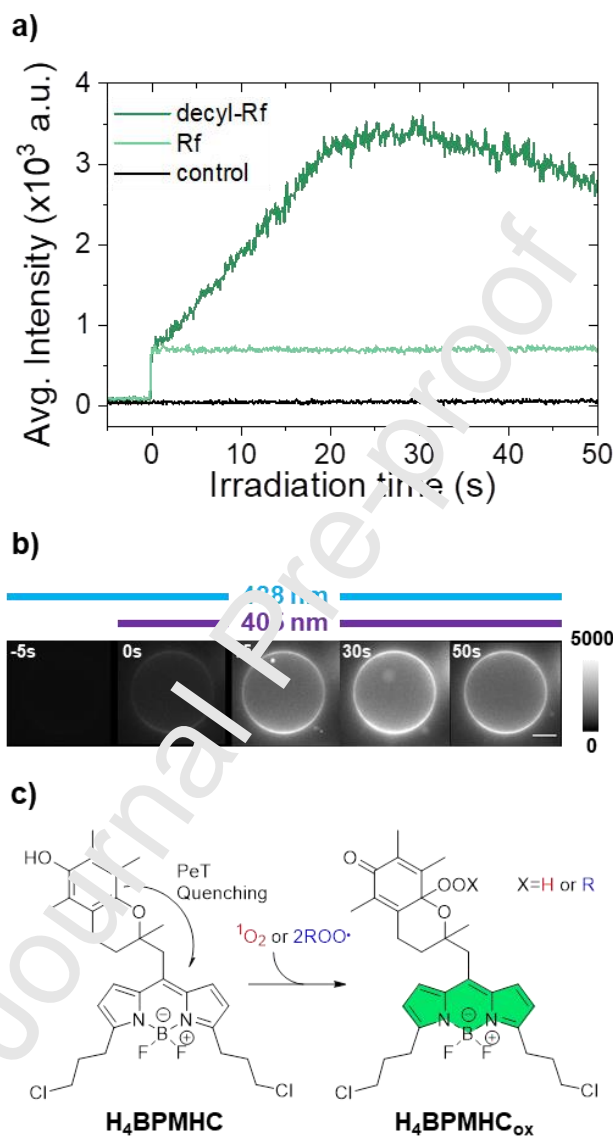 a)
4
3
2
1
0
Avg. Intensity (x10³ a.u.)
decyl-Rf
Rf
control
0 10 20 30 40 50
Irradiation time (s)
Journal Pre-proof
b)
nm
nm
-5s 0s 30s 50s
5000
0
c)
HO
PeT
Quenching
O
N N
B
⊖
⊕
F F
Cl Cl
H₄BPMHC
¹O₂ or 2ROO•
O
OOX
X=H or R
O
N N
B
⊖
⊕
F F
Cl Cl
H₄BPMHCₒₓ